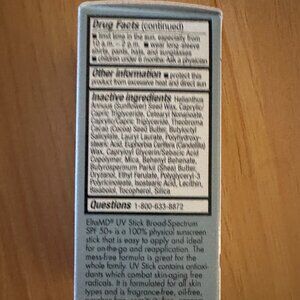 Drug Facts (continued)
■ limit time in the sun, especially from
10 a.m. – 2 p.m. ■ wear long-sleeve
shirts, pants, hats, and sunglasses
■ children under 6 months: Ask a physician
Other information ■ protect this
product from excessive heat and direct sun
Inactive ingredients Helianthus
Annuus (Sunflower) Seed Wax, Caprylic/
Capric Triglyceride, Cetearyl Nonanoate,
Caprylic/Capric Triglyceride, Theobroma
Cacao (Cocoa) Seed Butter, Butyloctyl
Salicylate, Lauryl Laurate, Polyhydroxy-
stearic Acid, Euphorbia Cerifera (Candelilla)
Wax, Capryloyl Glycerin/Sebacic Acid
Copolymer, Mica, Behenyl Behenate,
Butyrospermum Parkii (Shea) Butter,
Oryzanol, Ethyl Ferulate, Polyglyceryl-3
Polyricinoleate, Isostearic Acid, Lecithin,
Bisabolol, Tocopherol, Silica
Questions 1-800-633-8872
EltaMD® UV Stick Broad-Spectrum
SPF 50+ is a 100% physical sunscreen
stick that is easy to apply and ideal
for on-the-go and reapplication. The
mess-free formula is great for the
whole family. UV Stick contains antioxi-
dants which combat skin-aging free
radicals. It is formulated for all skin
types and is fragrance-free, oil-free,